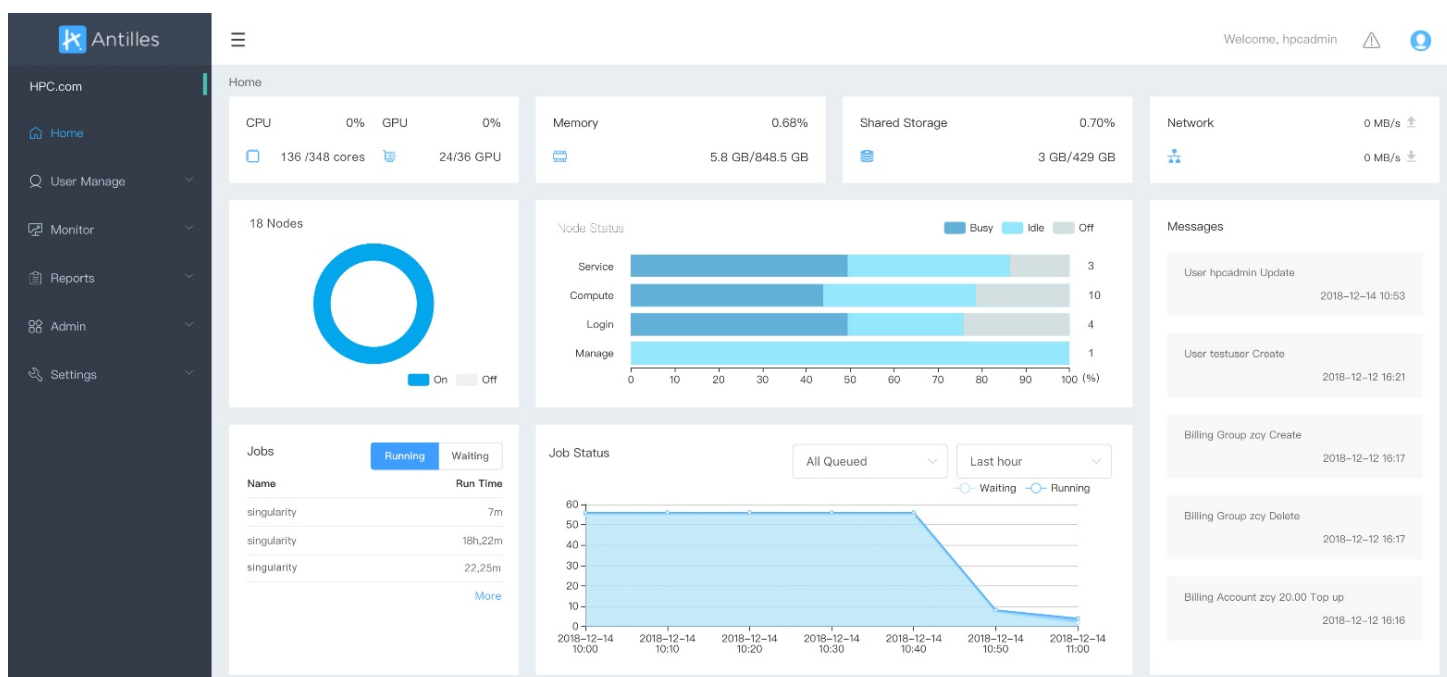 Antilles
Welcome, hpcadmin
HPC.com
Home
User Manage
Monitor
Reports
Admin
Settings
Home
CPU 0% GPU 0%
136 /348 cores 24/36 GPU
Memory 0.68%
5.8 GB/848.5 GB
Shared Storage 0.70%
3 GB/429 GB
Network 0 MB/s
0 MB/s
18 Nodes
On Off
Node Status
Busy Idle Off
Service 3
Compute 10
Login 4
Manage 1
0 10 20 30 40 50 60 70 80 90 100 (%)
Messages
User hpcadmin Update
2018-12-14 10:53
User testuser Create
2018-12-12 16:21
Billing Group zcy Create
2018-12-12 16:17
Billing Group zcy Delete
2018-12-12 16:17
Billing Account zcy 20.00 Top up
2018-12-12 16:16
Jobs Running Waiting
Name Run Time
singularity 7m
singularity 18h,22m
singularity 22,25m
More
Job Status All Queued Last hour
Waiting Running
60
50
40
30
20
10
0
2018-12-14 2018-12-14 2018-12-14 2018-12-14 2018-12-14 2018-12-14 2018-12-14
10:00 10:10 10:20 10:30 10:40 10:50 11:00